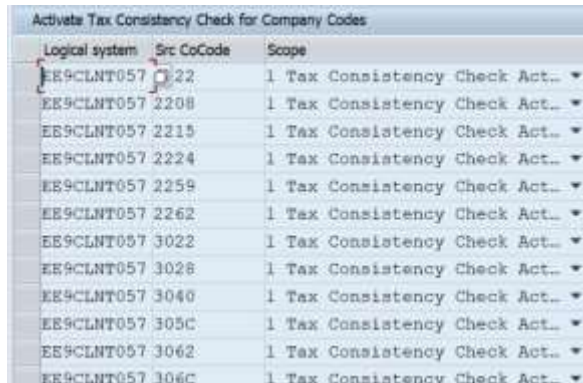 Activate Tax Consistency Check for Company Codes
Logical system Src CoCode Scope
EE9CLNT057 22 1 Tax Consistency Check Act…
EE9CLNT057 2208 1 Tax Consistency Check Act…
EE9CLNT057 2215 1 Tax Consistency Check Act…
EE9CLNT057 2224 1 Tax Consistency Check Act…
EE9CLNT057 2259 1 Tax Consistency Check Act…
EE9CLNT057 2262 1 Tax Consistency Check Act…
EE9CLNT057 3022 1 Tax Consistency Check Act…
EE9CLNT057 3028 1 Tax Consistency Check Act…
EE9CLNT057 3040 1 Tax Consistency Check Act…
EE9CLNT057 305C 1 Tax Consistency Check Act…
EE9CLNT057 3062 1 Tax Consistency Check Act…
EE9CLNT057 306C 1 Tax Consistency Check Act…